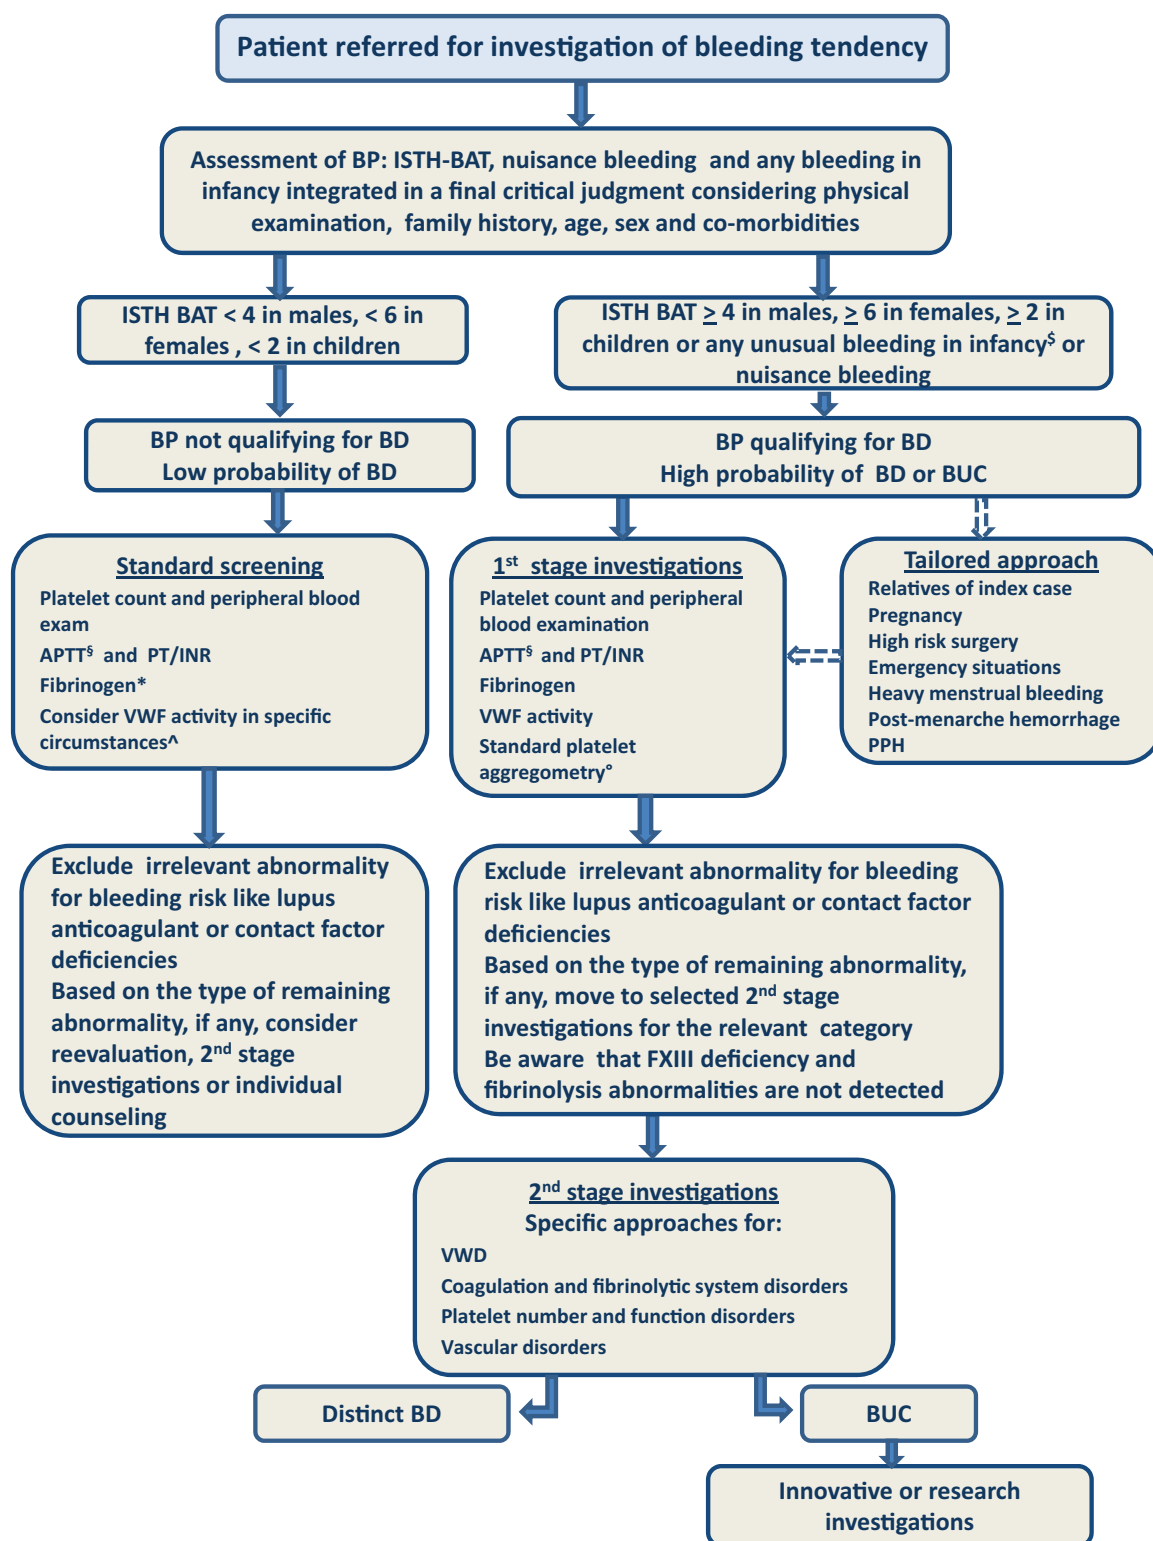 Patient referred for investigation of bleeding tendency
Assessment of BP: ISTH-BAT, nuisance bleeding and any bleeding in
infancy integrated in a final critical judgment considering physical
examination, family history, age, sex and co-morbidities
ISTH BAT < 4 in males, < 6 in
females , < 2 in children
ISTH BAT ≥ 4 in males, ≥ 6 in females, ≥ 2 in
children or any unusual bleeding in infancy$ or
nuisance bleeding
BP not qualifying for BD
Low probability of BD
BP qualifying for BD
High probability of BD or BUC
Standard screening
Platelet count and peripheral blood
exam
APTT§ and PT/INR
Fibrinogen*
Consider VWF activity in specific
circumstances^
1st stage investigations
Platelet count and peripheral
blood examination
APTT§ and PT/INR
Fibrinogen
VWF activity
Standard platelet
aggregometry°
Tailored approach
Relatives of index case
Pregnancy
High risk surgery
Emergency situations
Heavy menstrual bleeding
Post-menarche hemorrhage
PPH
Exclude irrelevant abnormality
for bleeding risk like lupus
anticoagulant or contact factor
deficiencies
Based on the type of remaining
abnormality, if any, consider
reevaluation, 2nd stage
investigations or individual
counseling
Exclude irrelevant abnormality for bleeding
risk like lupus anticoagulant or contact factor
deficiencies
Based on the type of remaining abnormality,
if any, move to selected 2nd stage
investigations for the relevant category
Be aware that FXIII deficiency and
fibrinolysis abnormalities are not detected
2nd stage investigations
Specific approaches for:
VWD
Coagulation and fibrinolytic system disorders
Platelet number and function disorders
Vascular disorders
Distinct BD
BUC
Innovative or research
investigations